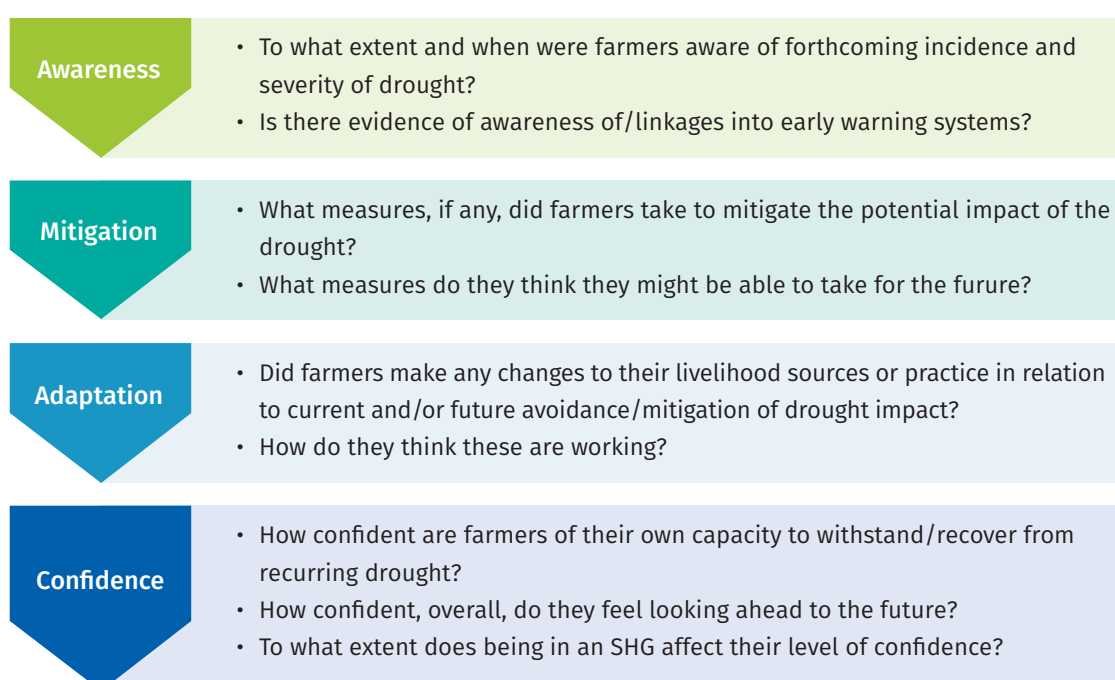 Awareness
• To what extent and when were farmers aware of forthcoming incidence and
severity of drought?
• Is there evidence of awareness of/linkages into early warning systems?
Mitigation
• What measures, if any, did farmers take to mitigate the potential impact of the
drought?
• What measures do they think they might be able to take for the furure?
Adaptation
• Did farmers make any changes to their livelihood sources or practice in relation
to current and/or future avoidance/mitigation of drought impact?
• How do they think these are working?
Confidence
• How confident are farmers of their own capacity to withstand/recover from
recurring drought?
• How confident, overall, do they feel looking ahead to the future?
• To what extent does being in an SHG affect their level of confidence?